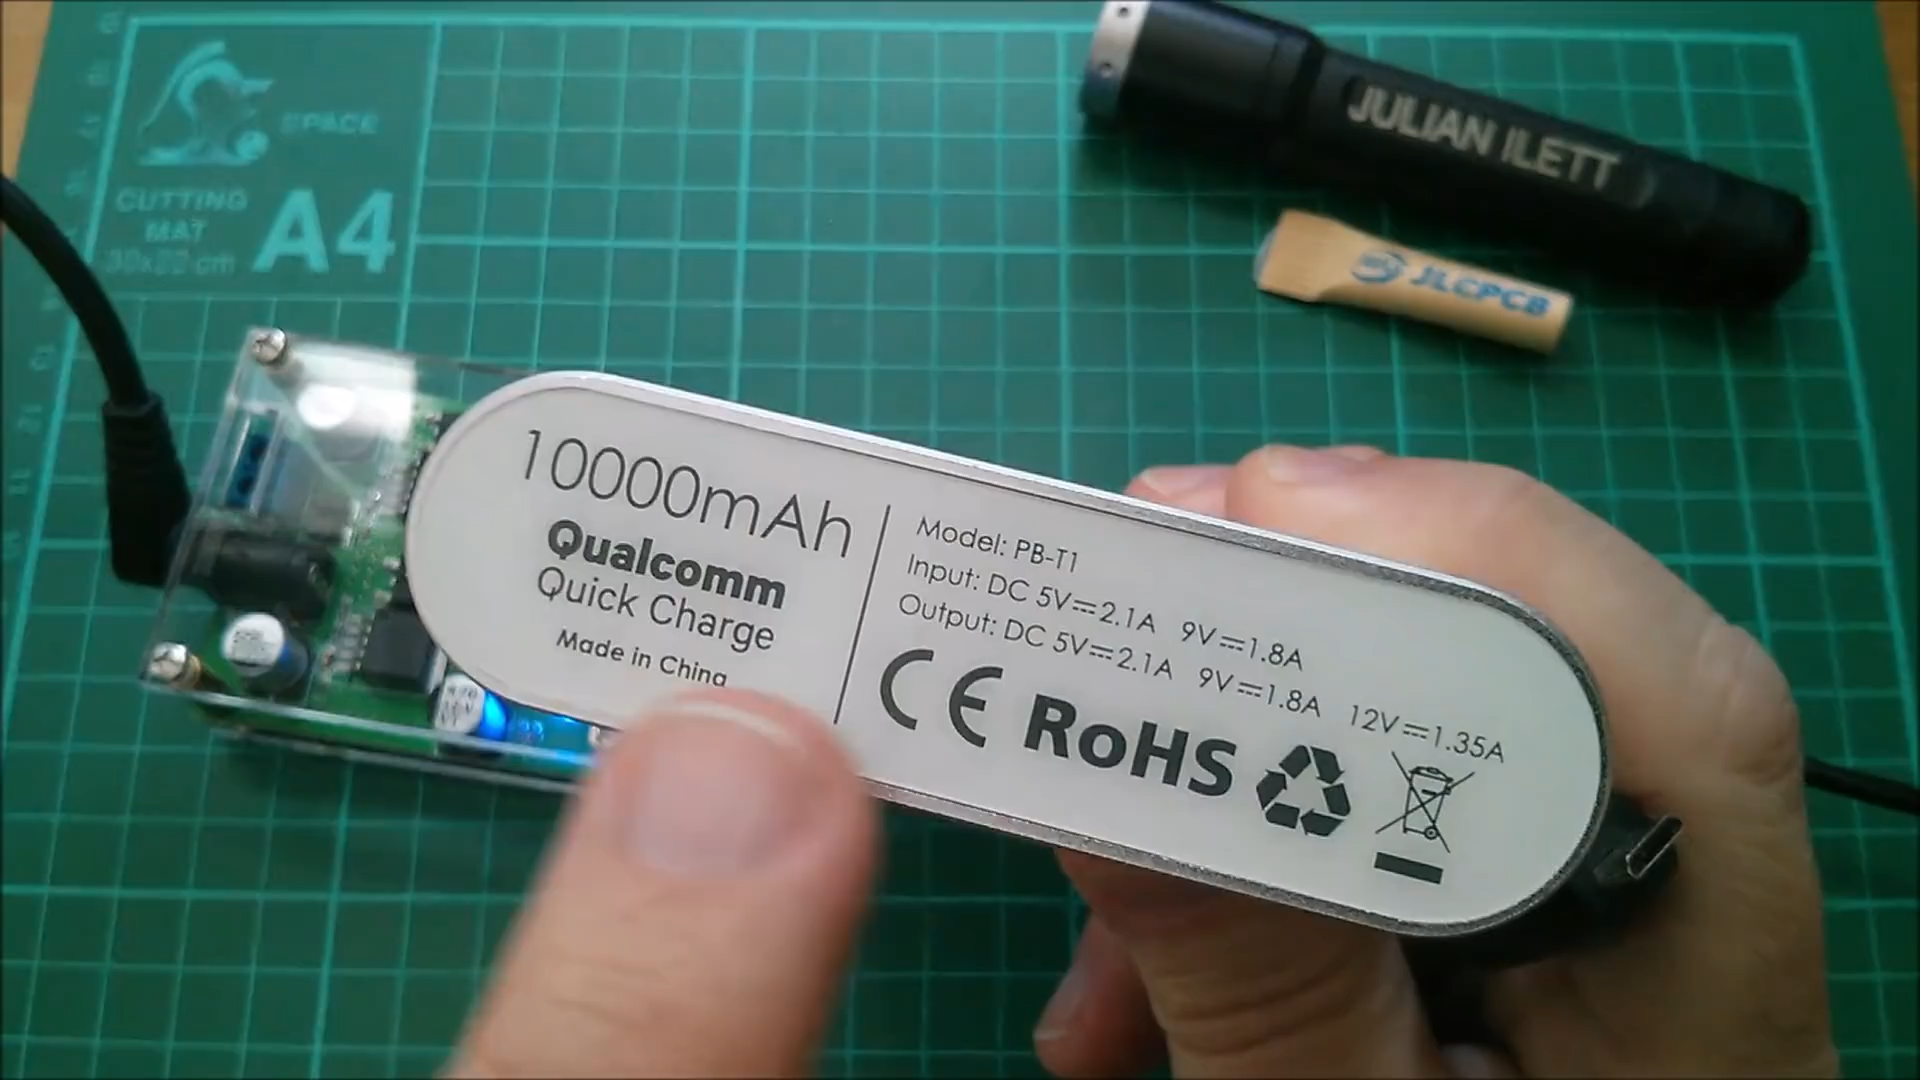 SPACE
CUTTING
MAT
30x22cm
A4
JULIAN ILETT
JLCPCB
10000mAh
Qualcomm
Quick Charge
Made in China
Model: PB-T1
Input: DC 5V⎓2.1A 9V⎓1.8A
Output: DC 5V⎓2.1A 9V⎓1.8A 12V⎓1.35A
CE RoHS